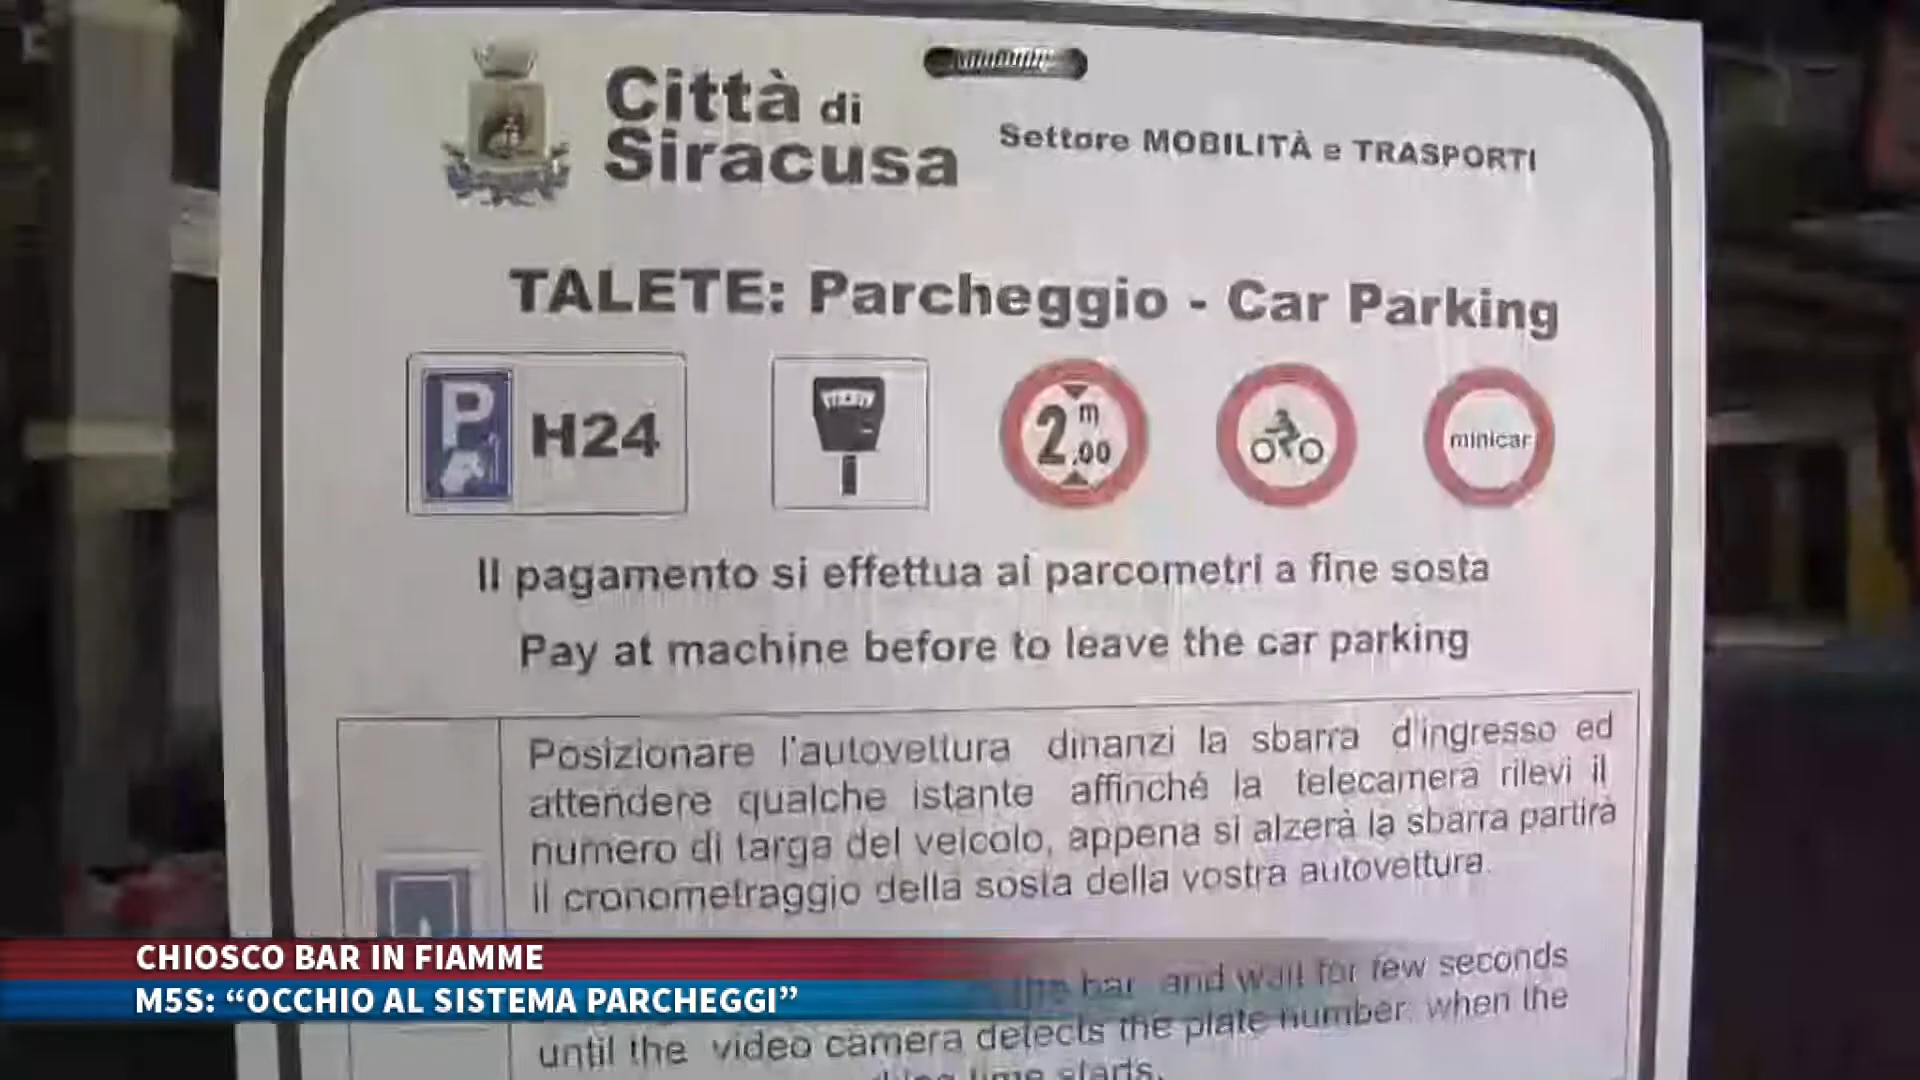 Città di
Siracusa
Settore MOBILITÀ e TRASPORTI
TALETE: Parcheggio - Car Parking
P H24
2 m ,00
minicar
Il pagamento si effettua ai parcometri a fine sosta
Pay at machine before to leave the car parking
Posizionare l'autovettura dinanzi la sbarra d'ingresso ed
attendere qualche istante affinché la telecamera rilevi il
numero di targa del veicolo, appena si alzerà la sbarra partirà
il cronometraggio della sosta della vostra autovettura.
the bar and wait for few seconds
until the video camera detects the plate number. when the
time starts.
CHIOSCO BAR IN FIAMME
M5S: “OCCHIO AL SISTEMA PARCHEGGI”